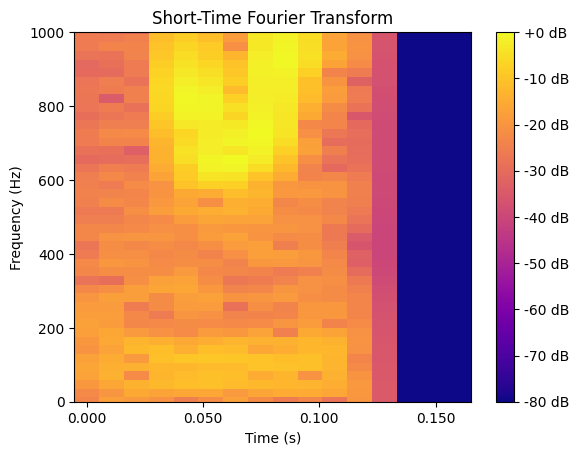 Short-Time Fourier Transform
1000
800
600
400
200
0
Frequency (Hz)
0.000
0.050
0.100
0.150
Time (s)
+0 dB
-10 dB
-20 dB
-30 dB
-40 dB
-50 dB
-60 dB
-70 dB
-80 dB